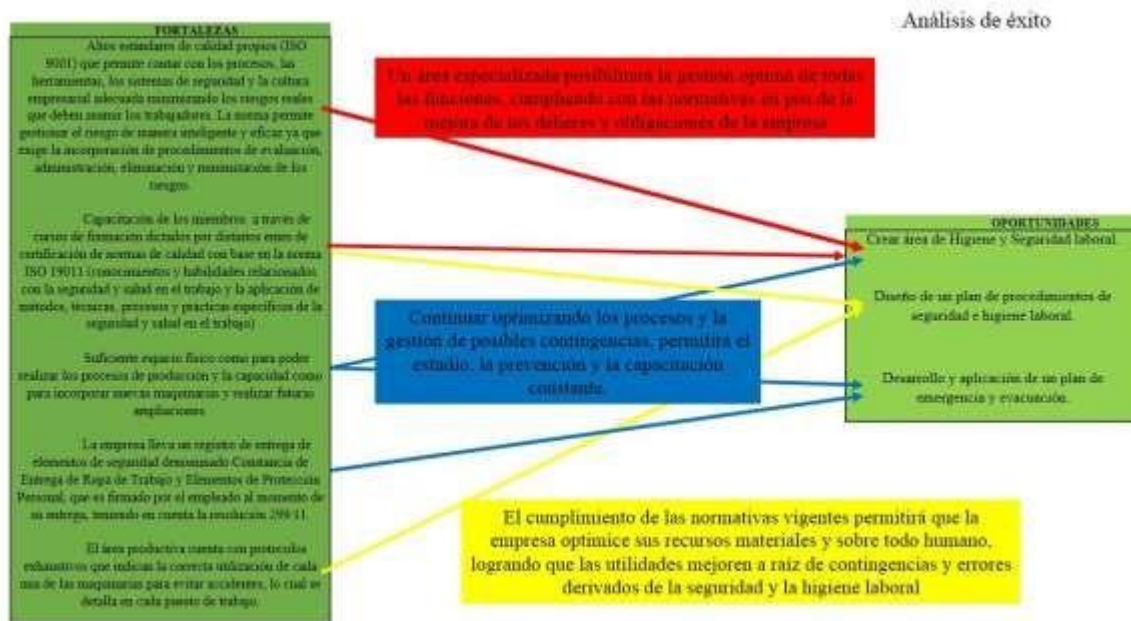 Análisis de éxito
FORTALEZAS
Altos estándares de calidad propios (ISO
9001) que permite contar con los procesos, las
herramientas, los sistemas de seguridad y la cultura
empresarial adecuada minimizando los riesgos reales
que deben asumir los trabajadores. La norma permite
gestionar el riesgo de manera inteligente y eficaz ya que
exige la incorporación de procedimientos de evaluación,
administración, eliminación y minimización de los
riesgos.
Capacitación de los miembros a través de
cursos de formación dictados por distintos entes de
certificación de normas de calidad con base en la norma
ISO 19011 (conocimientos y habilidades relacionados
con la seguridad y salud en el trabajo y la aplicación de
métodos, técnicas, procesos y prácticas específicos de la
seguridad y salud en el trabajo)
Suficiente espacio físico como para poder
realizar los procesos de producción y la capacidad como
para incorporar nuevas maquinarias y realizar futuras
ampliaciones
La empresa lleva un registro de entrega de
elementos de seguridad denominado Constancia de
Entrega de Ropa de Trabajo y Elementos de Protección
Personal, que es firmado por el empleado al momento de
su entrega, teniendo en cuenta la resolución 299/11.
El área productiva cuenta con protocolos
exhaustivos que indican la correcta utilización de cada
una de las maquinarias para evitar accidentes, lo cual se
detalla en cada puesto de trabajo.
Un área especializada posibilitará la gestión óptima de todas
las funciones, cumpliendo con las normativas en pos de la
mejora de los deberes y obligaciones de la empresa
Continuar optimizando los procesos y la
gestión de posibles contingencias, permitirá el
estudio, la prevención y la capacitación
constante.
El cumplimiento de las normativas vigentes permitirá que la
empresa optimice sus recursos materiales y sobre todo humano,
logrando que las utilidades mejoren a raíz de contingencias y errores
derivados de la seguridad y la higiene laboral
OPORTUNIDADES
Crear área de Higiene y Seguridad laboral.
Diseño de un plan de procedimientos de
seguridad e higiene laboral.
Desarrollo y aplicación de un plan de
emergencia y evacuación.